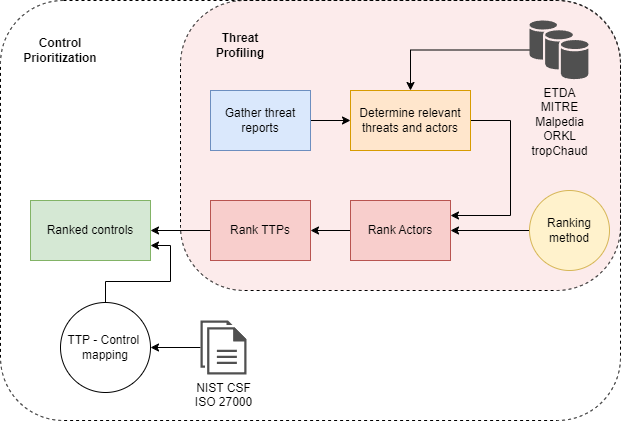 Control
Prioritization
Threat
Profiling
ETDA
MITRE
Malpedia
ORKL
tropChaud
Gather threat
reports
Determine relevant
threats and actors
Ranked controls
Rank TTPs
Rank Actors
Ranking
method
TTP - Control
mapping
NIST CSF
ISO 27000